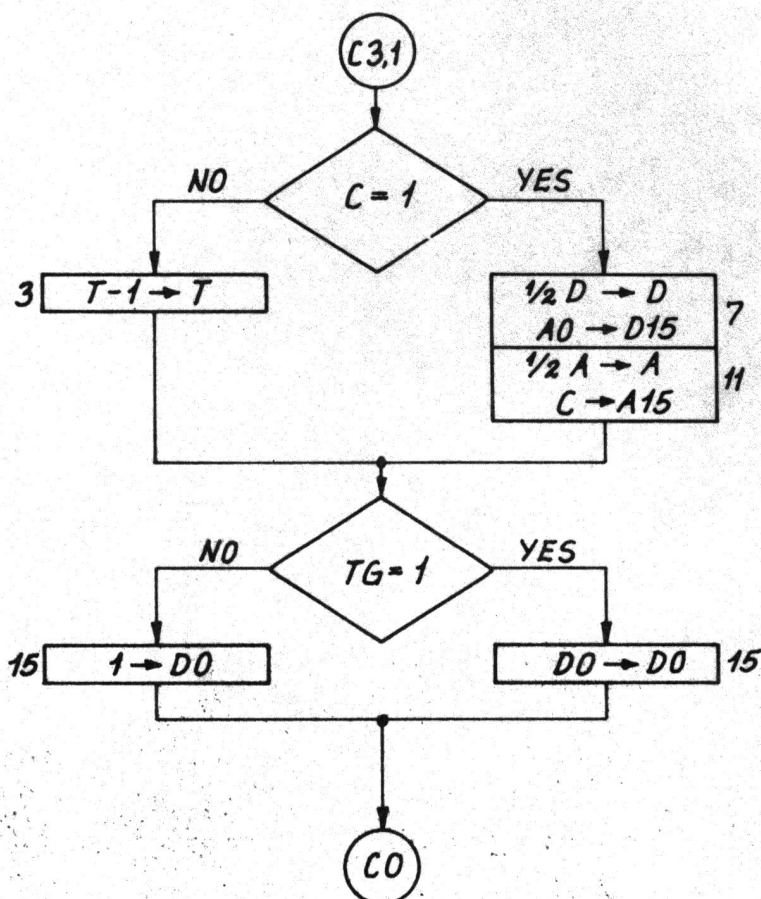 C3,1
C = 1
NO
YES
3
T-1 → T
1/2 D → D
A0 → D15
7
1/2 A → A
C → A15
11
TG = 1
NO
YES
15
1 → D0
D0 → D0
15
C0